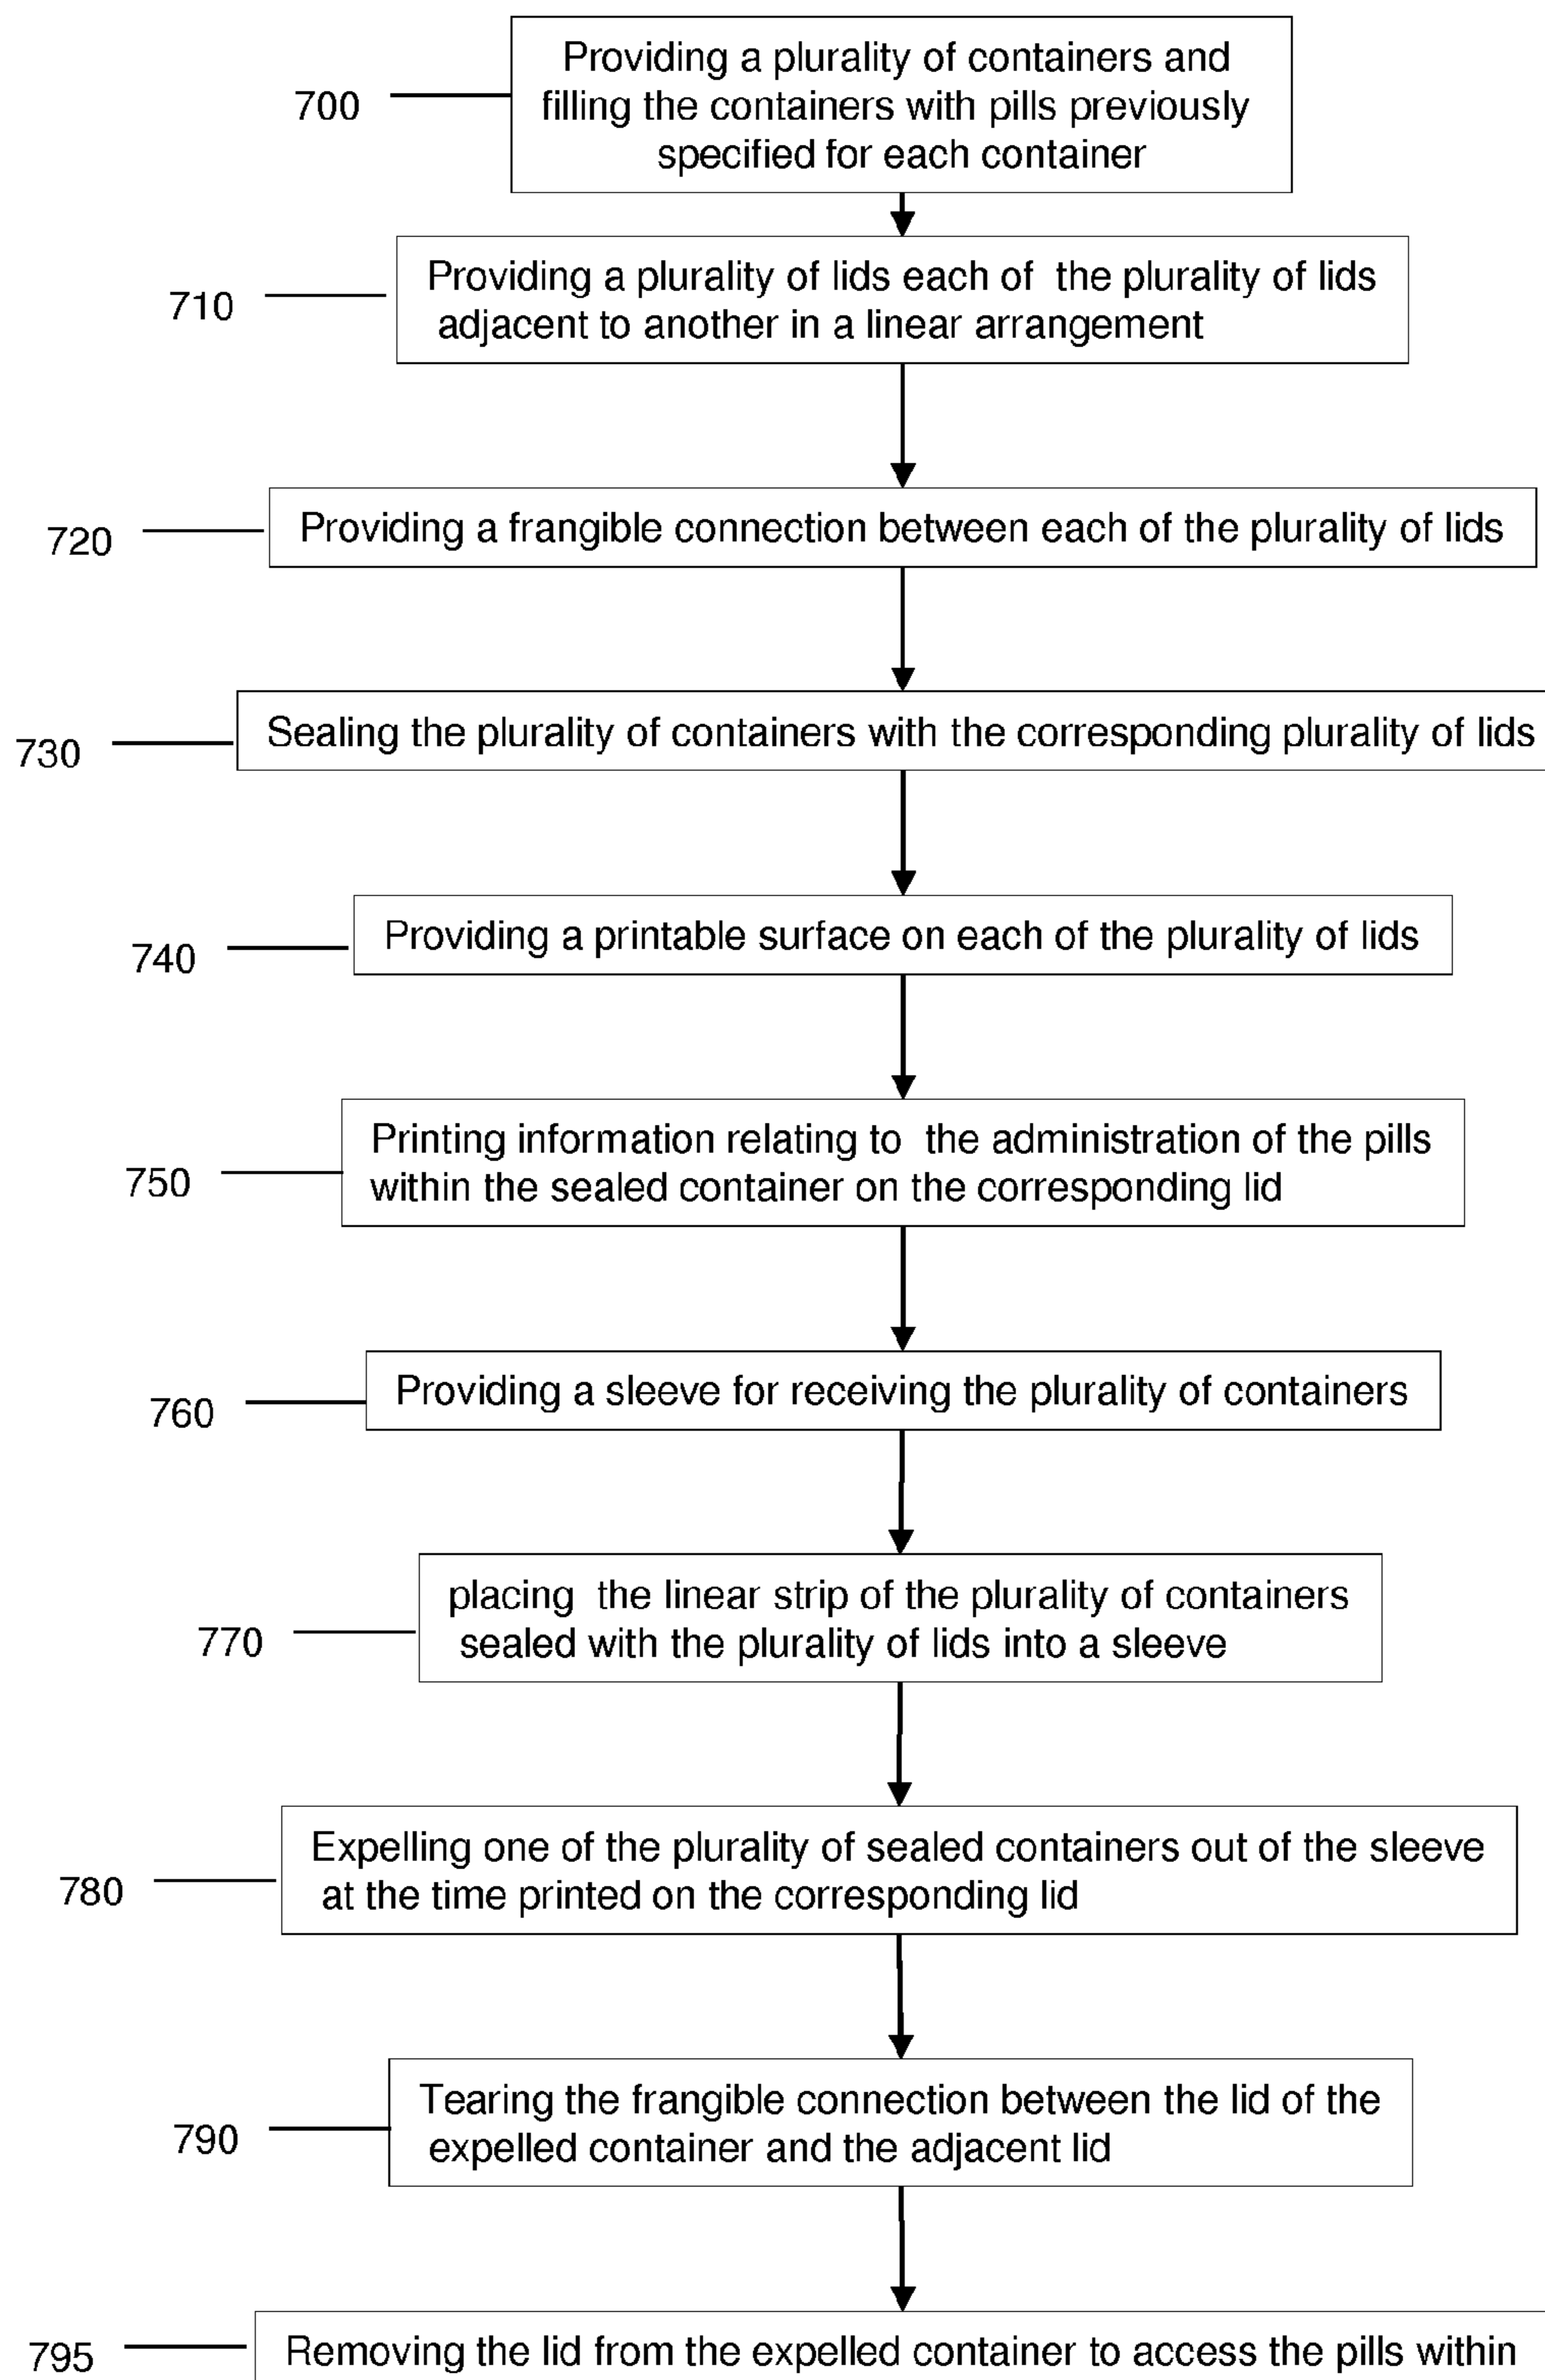 Providing a plurality of containers and
700
filling the containers with pills previously
specified for each container
Providing a plurality of lids each of the plurality of lids
710
adjacent to another in a linear arrangement
720
Providing a frangible connection between each of the plurality of lids
730
Sealing the plurality of containers with the corresponding plurality of lids
740
Providing a printable surface on each of the plurality of lids
Printing information relating to the administration of the pills
750
within the sealed container on the corresponding lid
760
Providing a sleeve for receiving the plurality of containers
placing the linear strip of the plurality of containers
770
sealed with the plurality of lids into a sleeve
Expelling one of the plurality of sealed containers out of the sleeve
780
at the time printed on the corresponding lid
Tearing the frangible connection between the lid of the
790
expelled container and the adjacent lid
795
Removing the lid from the expelled container to access the pills within